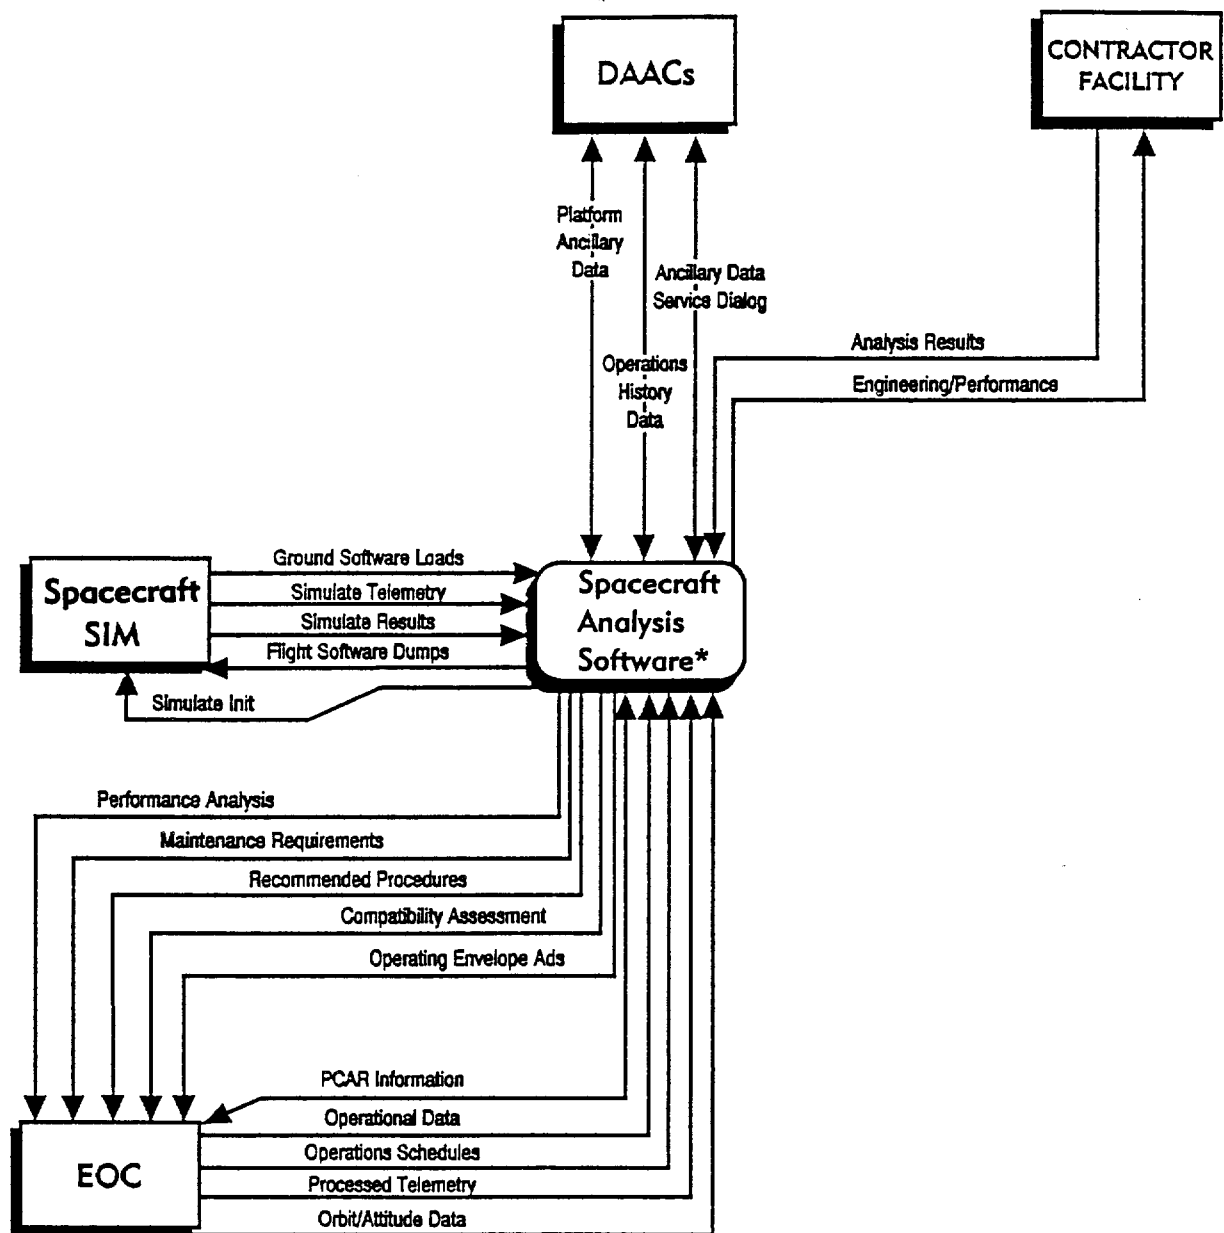 DAACs
CONTRACTOR
FACILITY
Platform
Ancillary
Data
Ancillary Data
Service Dialog
Analysis Results
Operations
History
Data
Engineering/Performance
Ground Software Loads
Simulate Telemetry
Simulate Results
Flight Software Dumps
Simulate Init
Spacecraft
SIM
Spacecraft
Analysis
Software*
Performance Analysis
Maintenance Requirements
Recommended Procedures
Compatibility Assessment
Operating Envelope Ads
PCAR Information
Operational Data
Operations Schedules
Processed Telemetry
Orbit/Attitude Data
EOC